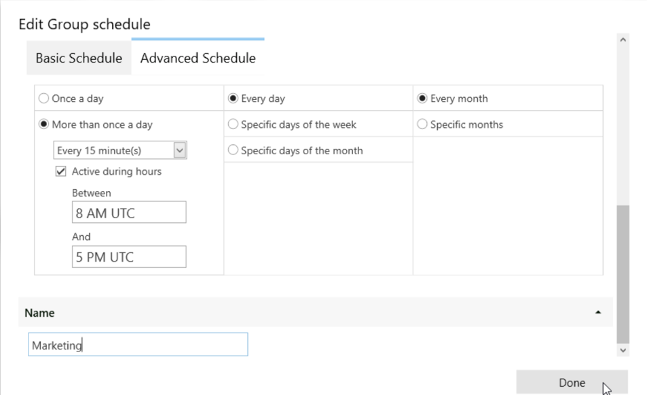 Edit Group schedule
Basic Schedule Advanced Schedule
Once a day
More than once a day
Every 15 minute(s)
Active during hours
Between
8 AM UTC
And
5 PM UTC
Every day
Specific days of the week
Specific days of the month
Every month
Specific months
Name
Marketing
Done